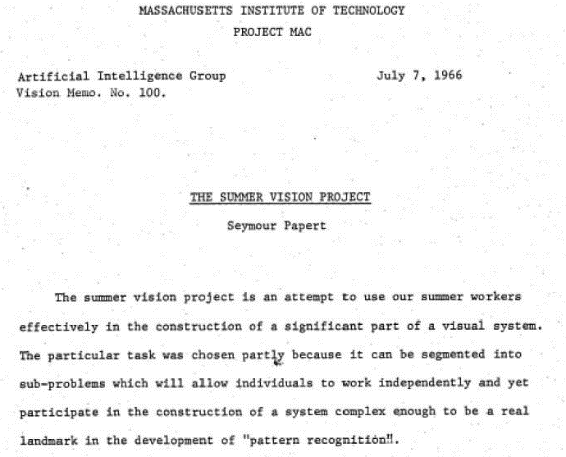 MASSACHUSETTS INSTITUTE OF TECHNOLOGY
PROJECT MAC
Artificial Intelligence Group July 7, 1966
Vision Memo. No. 100.
THE SUMMER VISION PROJECT
Seymour Papert
The summer vision project is an attempt to use our summer workers
effectively in the construction of a significant part of a visual system.
The particular task was chosen partly because it can be segmented into
sub-problems which will allow individuals to work independently and yet
participate in the construction of a system complex enough to be a real
landmark in the development of "pattern recognition".